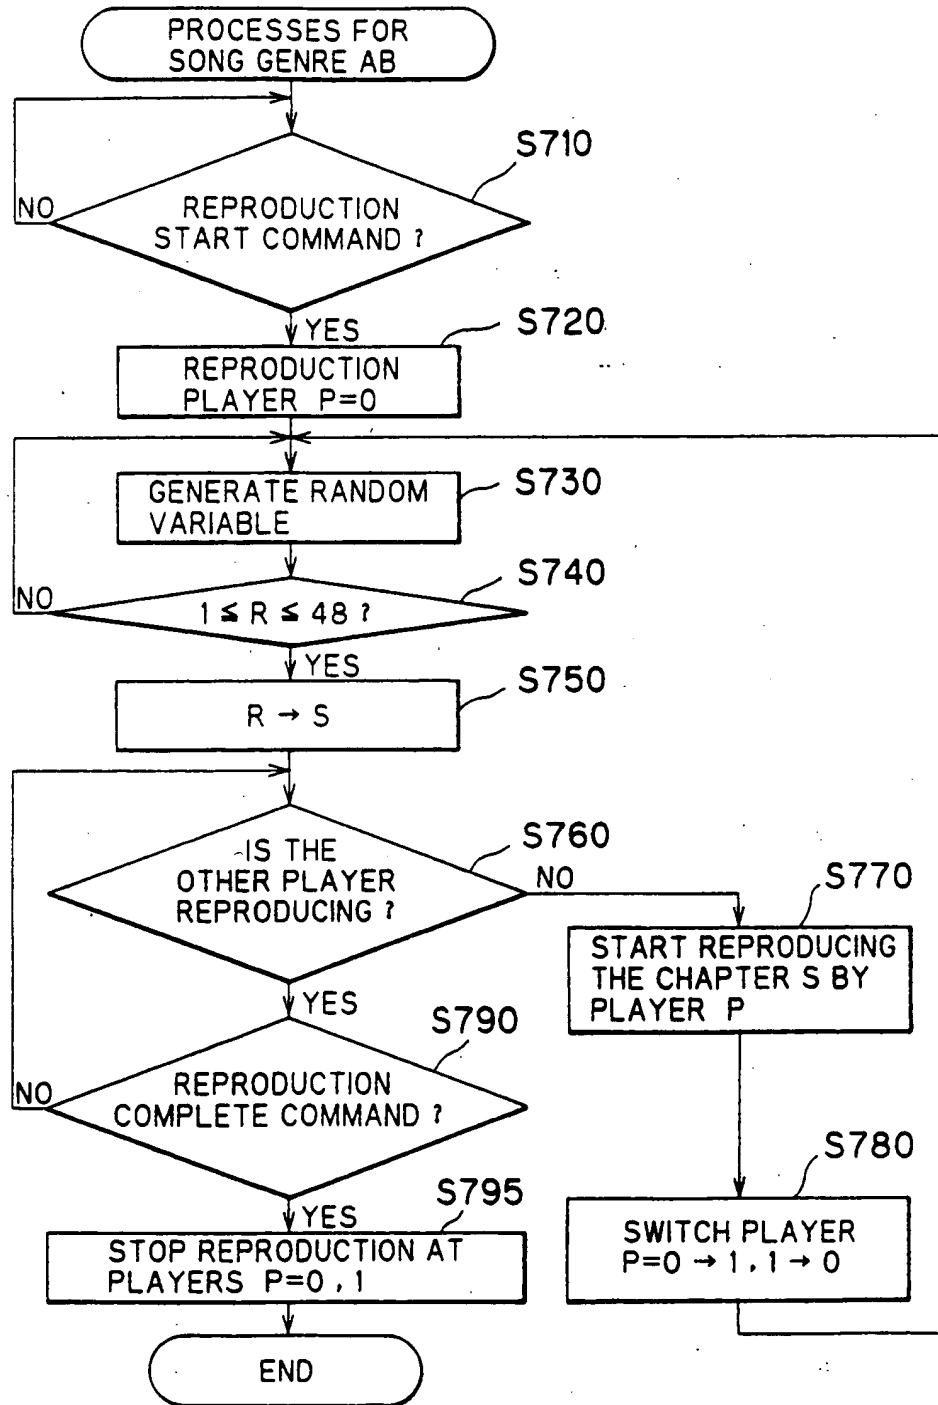 PROCESSES FOR
SONG GENRE AB
S710
NO
REPRODUCTION
START COMMAND ?
YES
S720
REPRODUCTION
PLAYER P=0
S730
GENERATE RANDOM
VARIABLE
S740
NO
1 ≦ R ≦ 48 ?
YES
S750
R → S
S760
IS THE
OTHER PLAYER
REPRODUCING ?
NO
S770
START REPRODUCING
THE CHAPTER S BY
PLAYER P
YES
S790
NO
REPRODUCTION
COMPLETE COMMAND ?
S780
SWITCH PLAYER
P=0 → 1, 1 → 0
YES
S795
STOP REPRODUCTION AT
PLAYERS P=0, 1
END